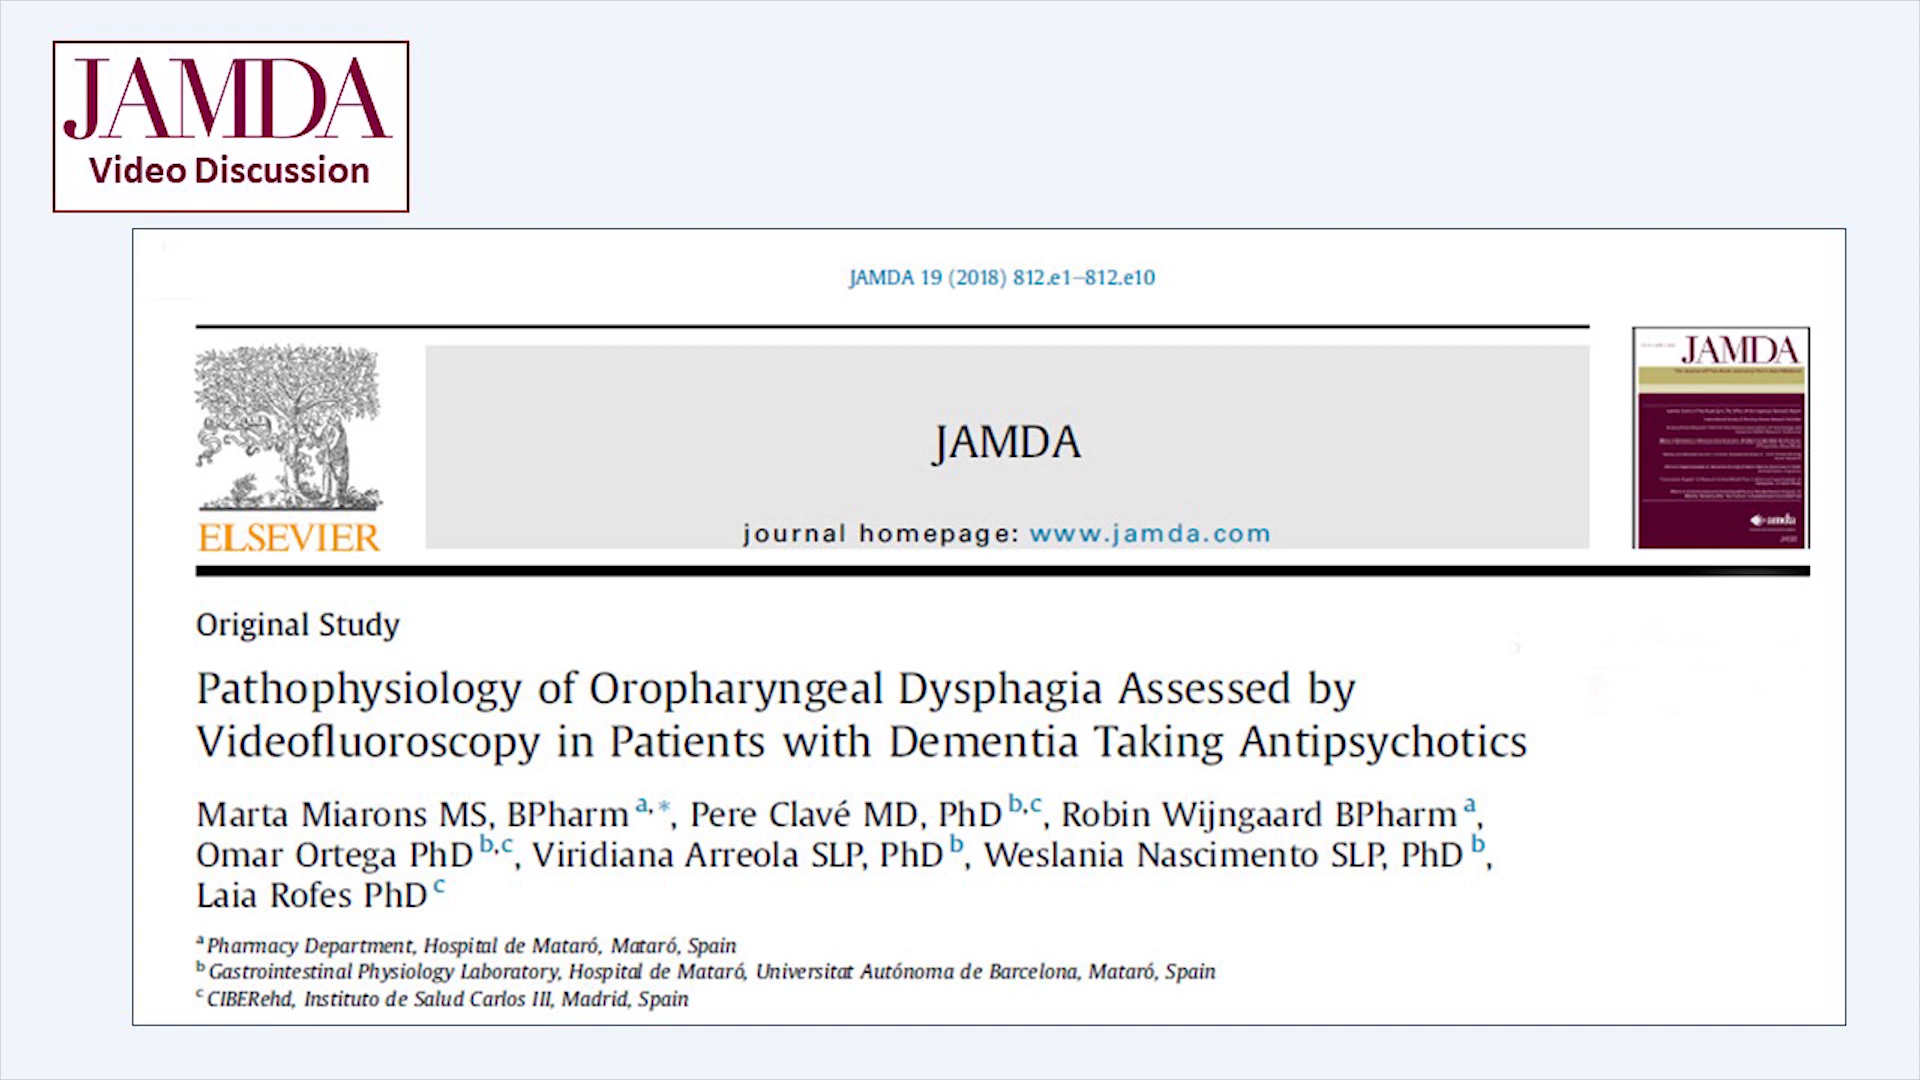 JAMDA
Video Discussion
JAMDA 19 (2018) 812.e1–812.e10
ELSEVIER
JAMDA
journal homepage: www.jamda.com
JAMDA
amda
Original Study
Pathophysiology of Oropharyngeal Dysphagia Assessed by
Videofluoroscopy in Patients with Dementia Taking Antipsychotics
Marta Miarons MS, BPharm a,*, Pere Clavé MD, PhD b,c, Robin Wijngaard BPharm a,
Omar Ortega PhD b,c, Viridiana Arreola SLP, PhD b, Weslania Nascimento SLP, PhD b,
Laia Rofes PhD c
a Pharmacy Department, Hospital de Mataró, Mataró, Spain
b Gastrointestinal Physiology Laboratory, Hospital de Mataró, Universitat Autónoma de Barcelona, Mataró, Spain
c CIBERehd, Instituto de Salud Carlos III, Madrid, Spain